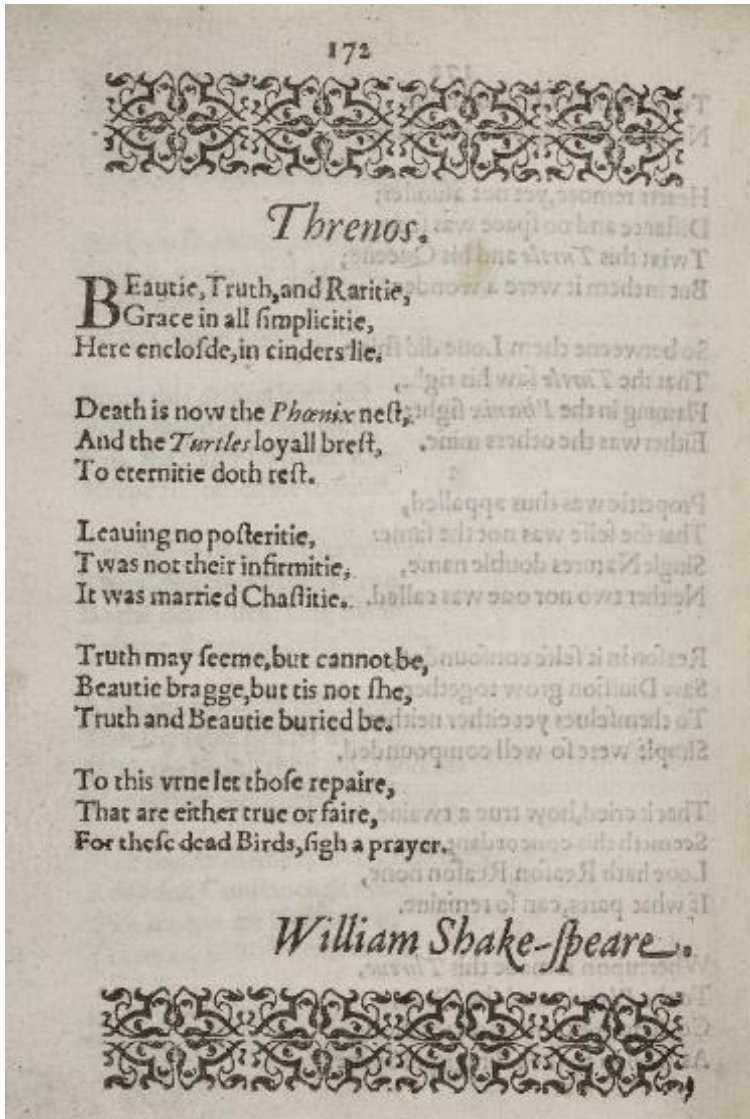 172
Threnos.
BEautie, Truth, and Raritie,
Grace in all ſimplicitie,
Here encloſde, in cinders lie.
Death is now the Phœnix neſt,
And the Turtles loyall breſt,
To eternitie doth reſt.
Leauing no poſteritie,
Twas not their infirmitie,
It was married Chaſtitie.
Truth may ſeeme, but cannot be,
Beautie bragge, but tis not ſhe,
Truth and Beautie buried be.
To this vrne let thoſe repaire,
That are either true or faire,
For theſe dead Birds, ſigh a prayer.
William Shake-ſpeare.